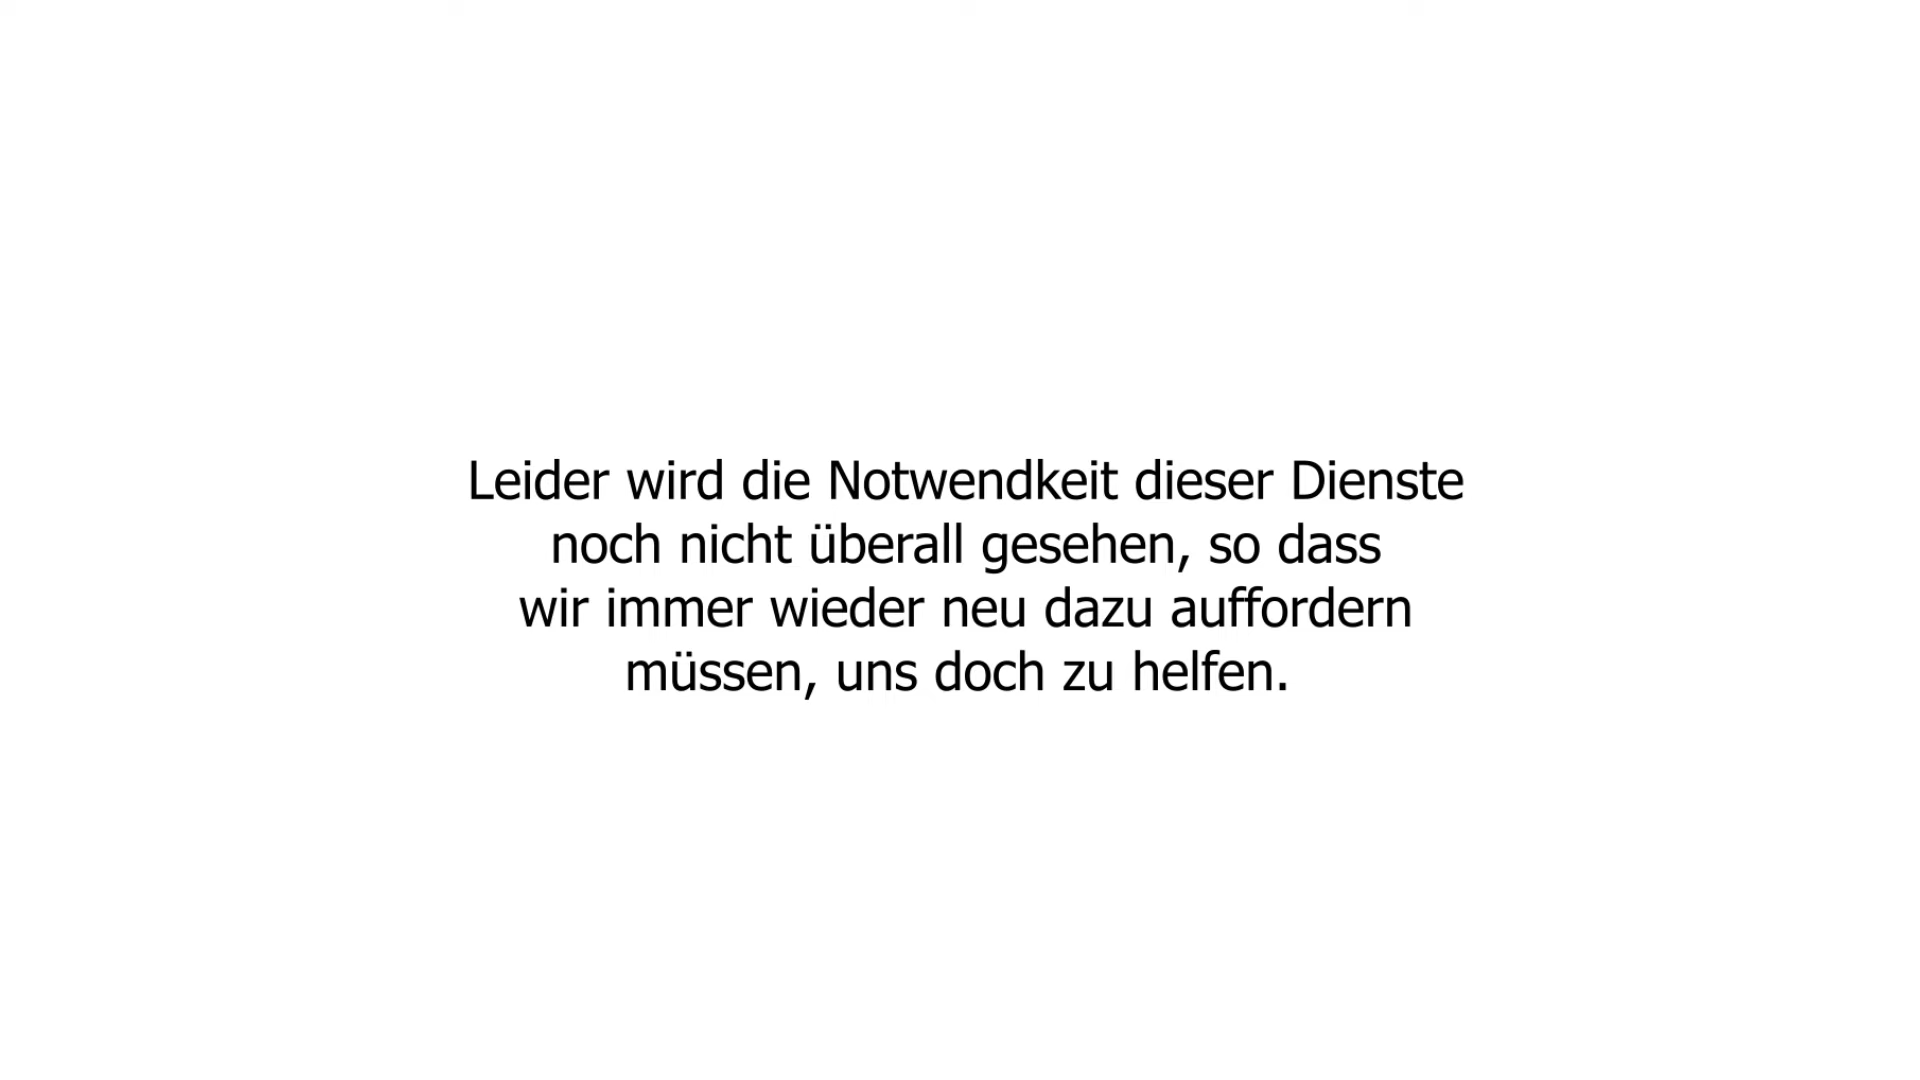 Leider wird die Notwendkeit dieser Dienste
noch nicht überall gesehen, so dass
wir immer wieder neu dazu auffordern
müssen, uns doch zu helfen.